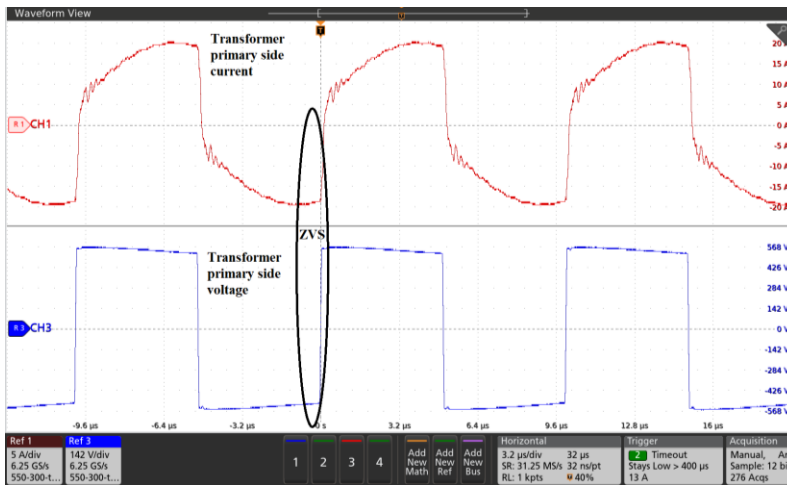 Waveform View
Transformer
primary side
current
20 A
15 A
10 A
5 A
R 1 CH1
0 A
-5 A
-10 A
-15 A
-20 A
ZVS
Transformer
primary side
voltage
568 V
426 V
284 V
142 V
R 3 CH3
0 V
-142 V
-284 V
-426 V
-568 V
-9.6 µs -6.4 µs -3.2 µs 0 s 3.2 µs 6.4 µs 9.6 µs 12.8 µs 16 µs
Ref 1
5 A/div
6.25 GS/s
550-300-t...
Ref 3
142 V/div
6.25 GS/s
550-300-t...
1 2 3 4
Add
New
Math
Add
New
Ref
Add
New
Bus
Horizontal
3.2 µs/div 32 µs
SR: 31.25 MS/s 32 ns/pt
RL: 1 kpts 40%
Trigger
2 Timeout
Stays Low > 400 µs
13 A
Acquisition
Manual,
Sample: 12 bi
276 Acqs